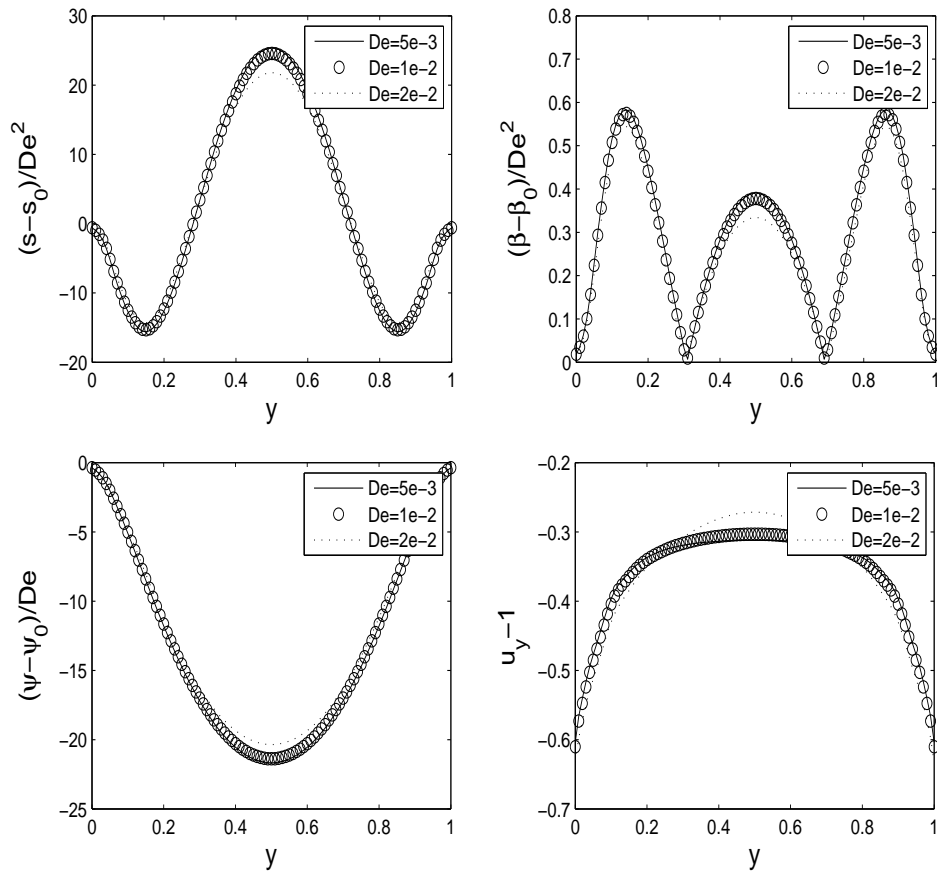 30
20
10
0
−10
−20
(s−s₀)/De²
0 0.2 0.4 0.6 0.8 1
y
De=5e−3
De=1e−2
De=2e−2
0.8
0.7
0.6
0.5
0.4
0.3
0.2
0.1
0
(β−β₀)/De²
0 0.2 0.4 0.6 0.8 1
y
De=5e−3
De=1e−2
De=2e−2
0
−5
−10
−15
−20
−25
(ψ−ψ₀)/De
0 0.2 0.4 0.6 0.8 1
y
De=5e−3
De=1e−2
De=2e−2
−0.2
−0.3
−0.4
−0.5
−0.6
−0.7
u_y−1
0 0.2 0.4 0.6 0.8 1
y
De=5e−3
De=1e−2
De=2e−2